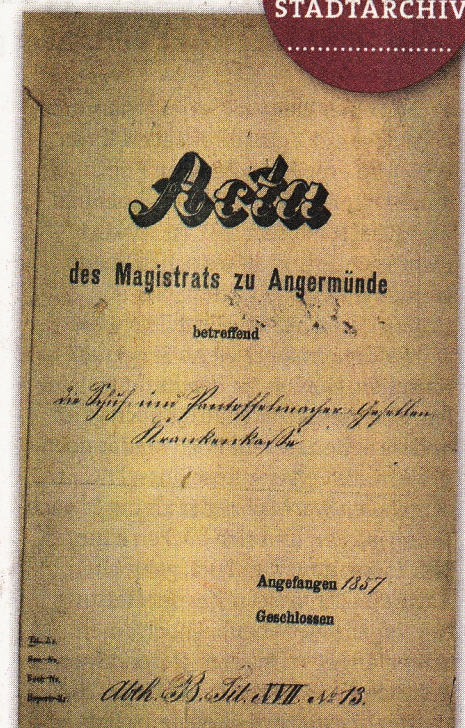 STADTARCHIV
Acta
des Magistrats zu Angermünde
betreffend
die Schuh- und Pantoffelmacher-Gesellen
Krankenkasse
Angefangen 1857
Geschlossen
Abth. B. Tit. XVII No 13.